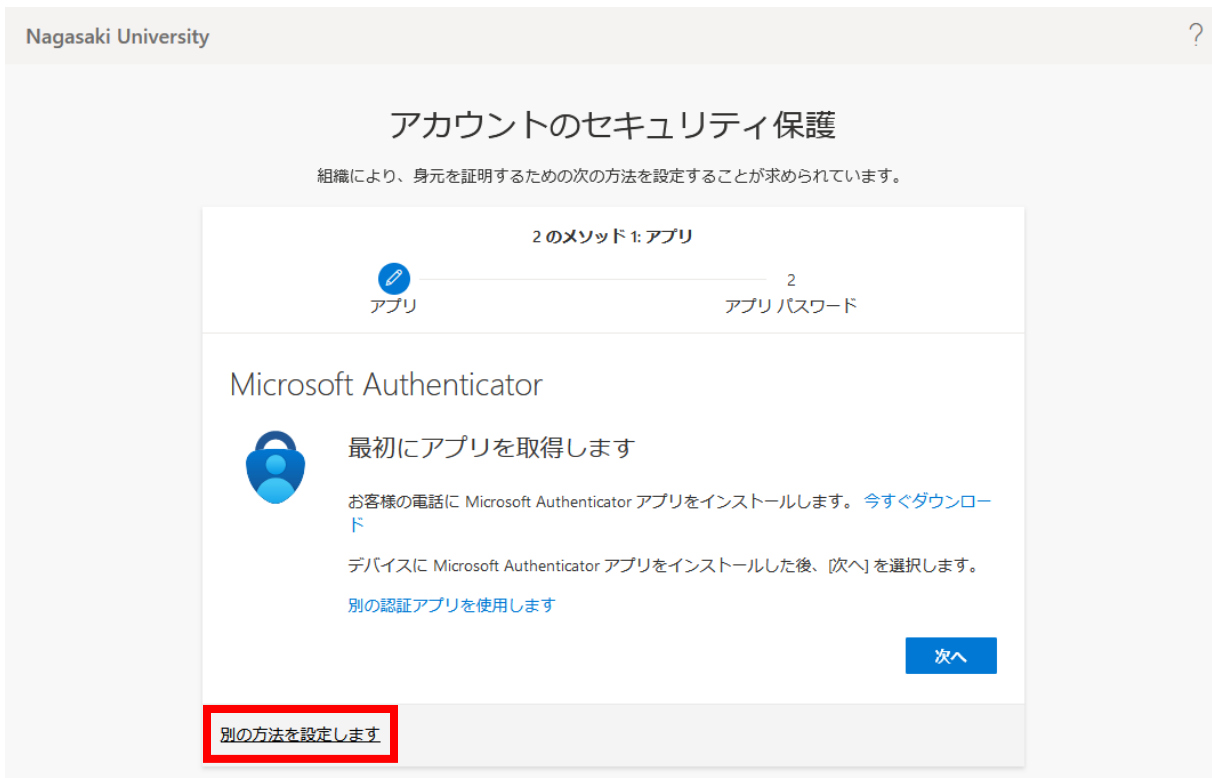 Nagasaki University
?
アカウントのセキュリティ保護
組織により、身元を証明するための次の方法を設定することが求められています。
2 のメソッド 1: アプリ
2
アプリ
アプリ パスワード
Microsoft Authenticator
最初にアプリを取得します
お客様の電話に Microsoft Authenticator アプリをインストールします。 今すぐダウンロー
ド
デバイスに Microsoft Authenticator アプリをインストールした後、[次へ] を選択します。
別の認証アプリを使用します
次へ
別の方法を設定します